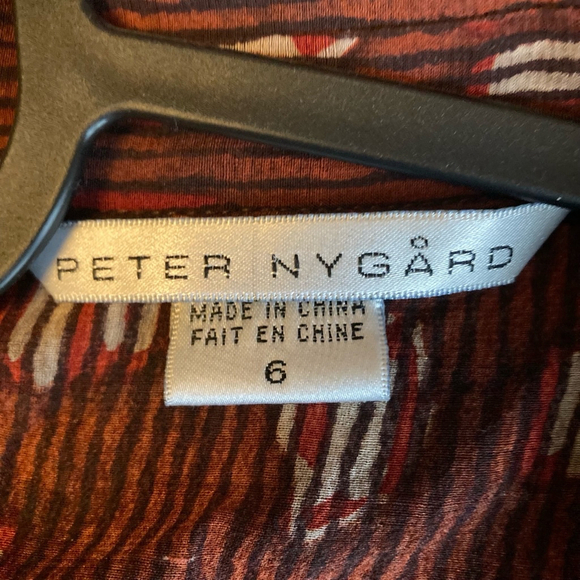 PETER NYGÅRD
MADE IN CHINA
FAIT EN CHINE
6